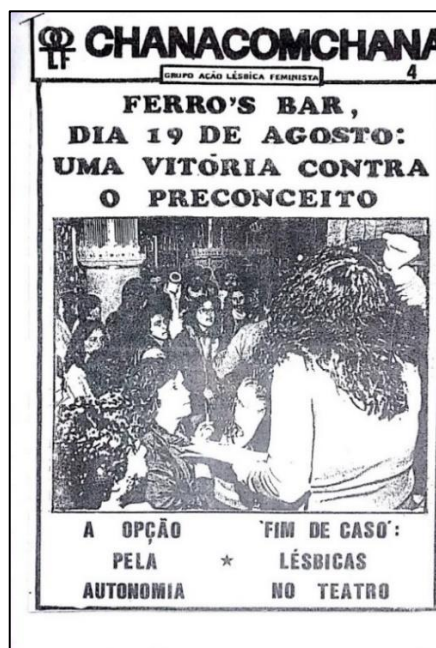 LF CHANACOMCHANA
GRUPO AÇÃO LÉSBICA FEMINISTA 4
FERRO'S BAR,
DIA 19 DE AGOSTO:
UMA VITÓRIA CONTRA
O PRECONCEITO
A OPÇÃO
PELA
AUTONOMIA
★
'FIM DE CASO':
LÉSBICAS
NO TEATRO